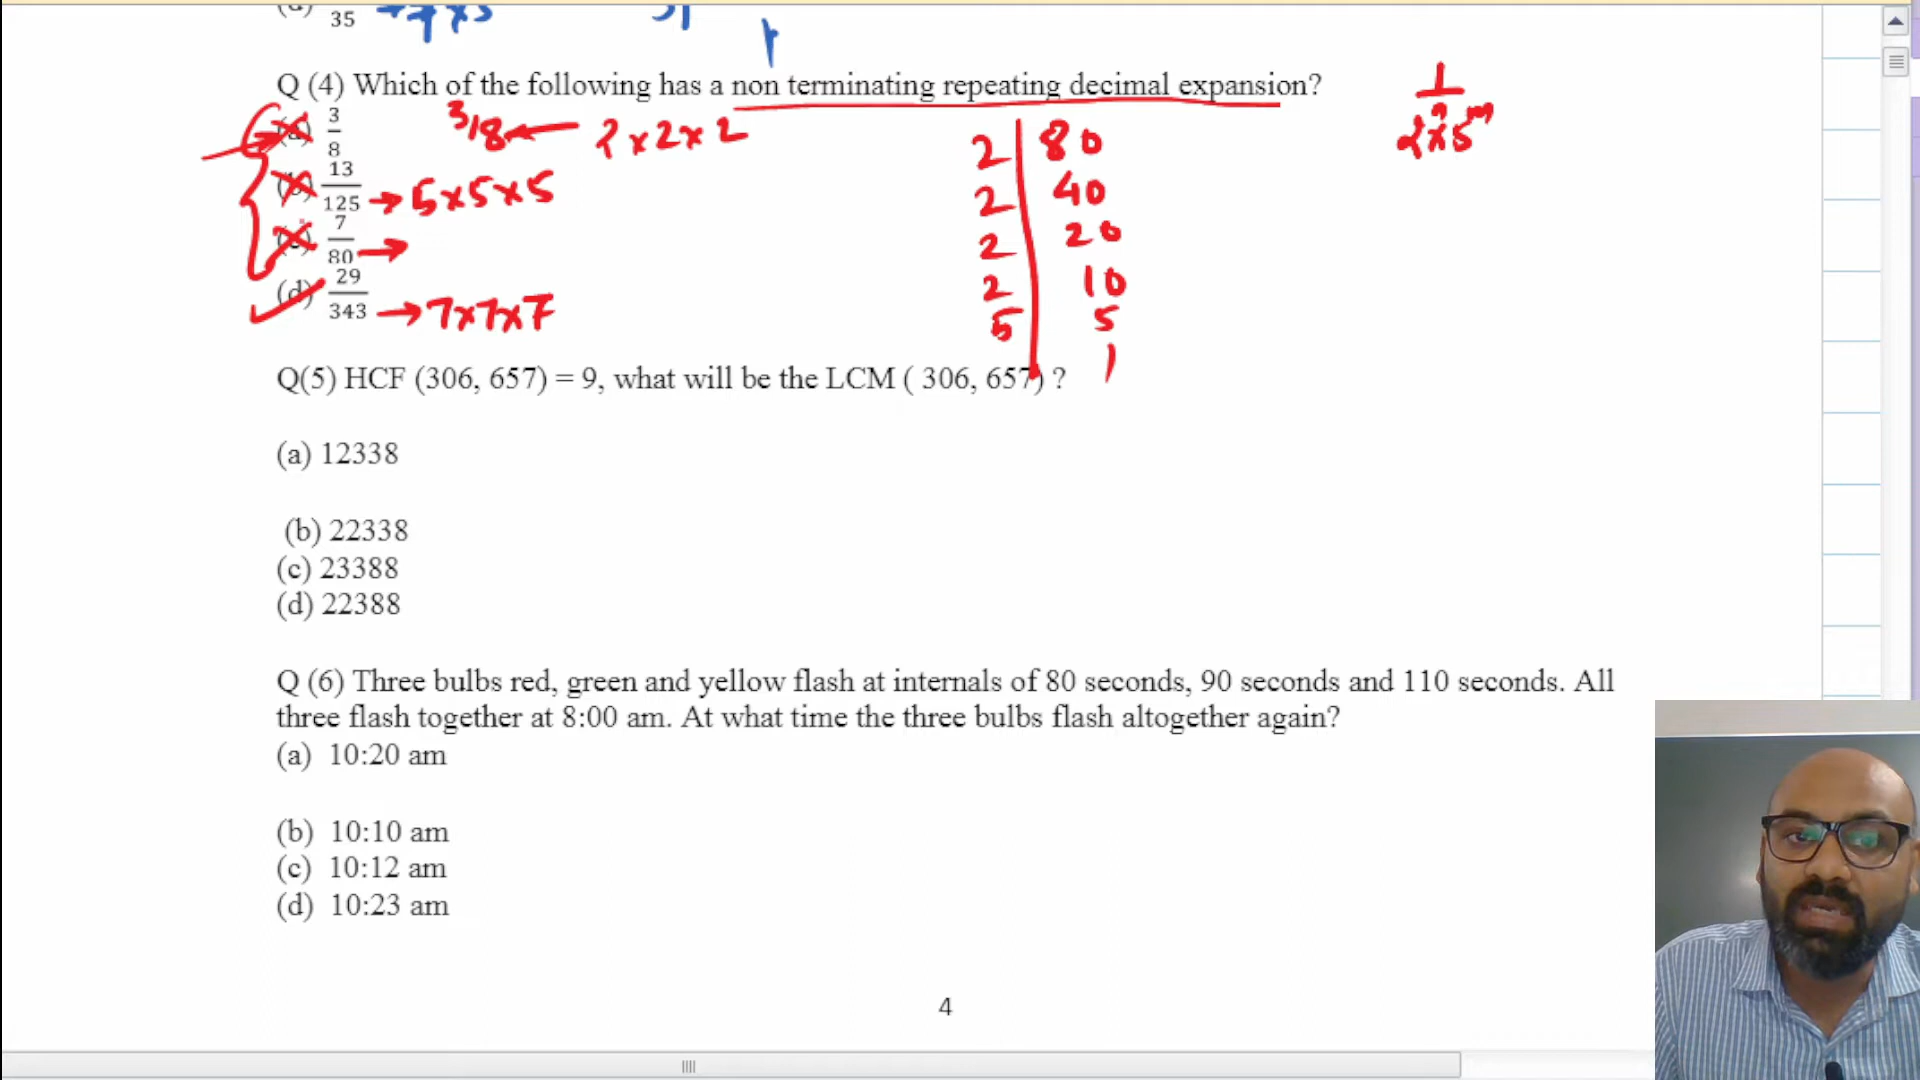 35
Q (4) Which of the following has a non terminating repeating decimal expansion?
(a) 3/8
3/8 ← 2 × 2 × 2
(b) 13/125 → 5×5×5
(c) 7/80 →
(d) 29/343 → 7×7×7
2 | 80
2 | 40
2 | 20
2 | 10
5 | 5
1
1
2ⁿ×5ᵐ
Q(5) HCF (306, 657) = 9, what will be the LCM ( 306, 657) ?
(a) 12338
(b) 22338
(c) 23388
(d) 22388
Q (6) Three bulbs red, green and yellow flash at internals of 80 seconds, 90 seconds and 110 seconds. All
three flash together at 8:00 am. At what time the three bulbs flash altogether again?
(a) 10:20 am
(b) 10:10 am
(c) 10:12 am
(d) 10:23 am
4